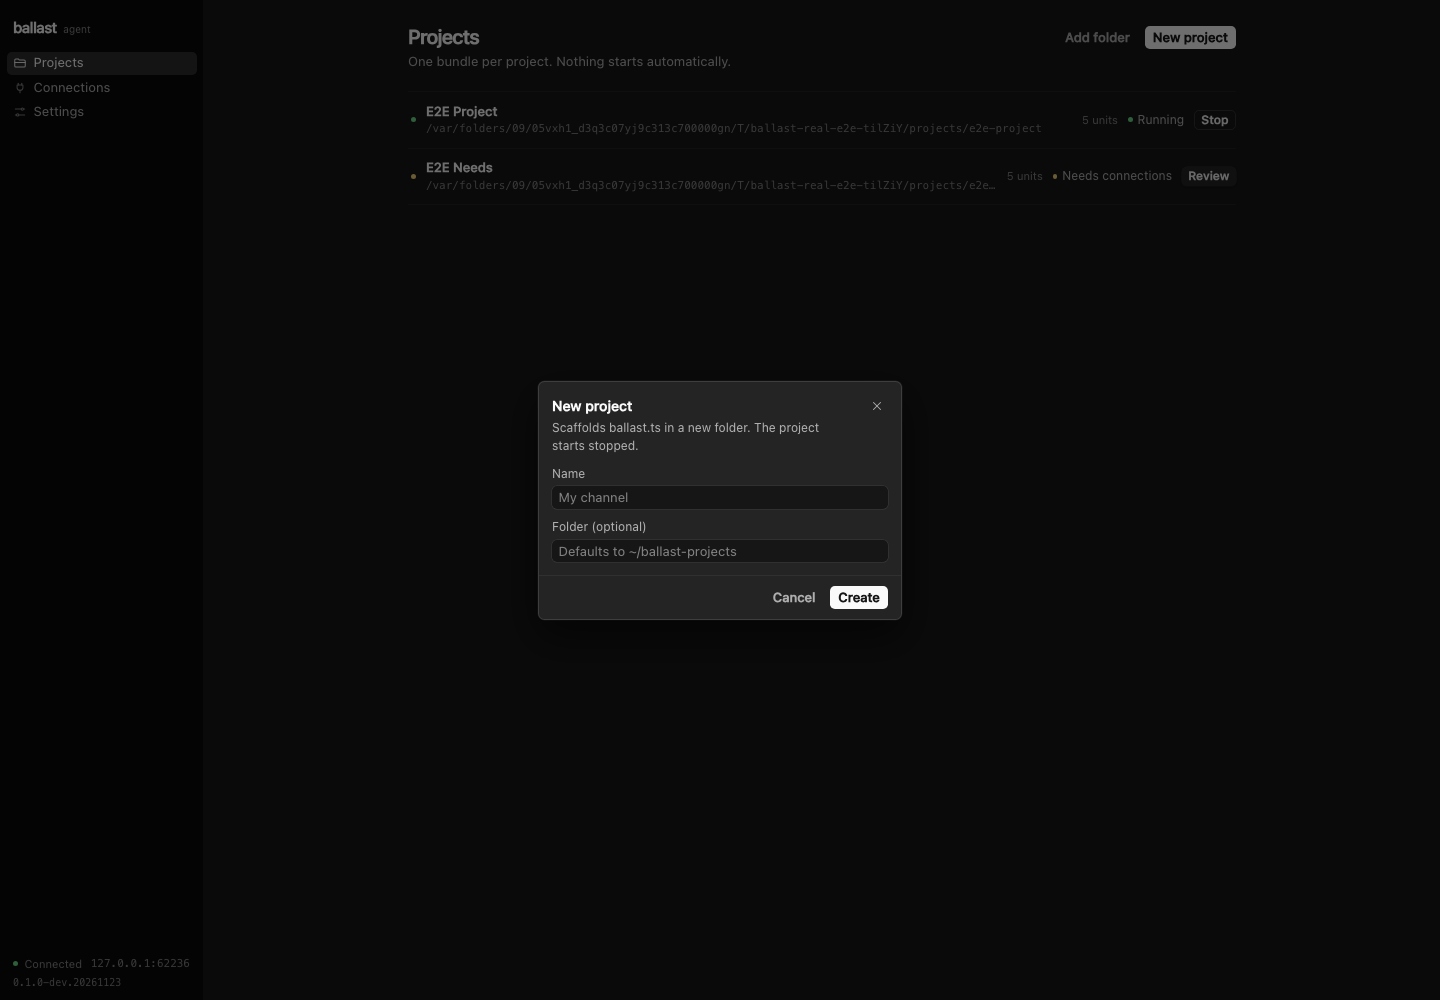 ballast agent
Projects
Connections
Settings
Projects
One bundle per project. Nothing starts automatically.
Add folder
New project
E2E Project
/var/folders/09/05vxh1_d3q3c07yj9c313c700000gn/T/ballast-real-e2e-tilZiY/projects/e2e-project
5 units
Running
Stop
E2E Needs
/var/folders/09/05vxh1_d3q3c07yj9c313c700000gn/T/ballast-real-e2e-tilZiY/projects/e2e…
5 units
Needs connections
Review
New project
Scaffolds ballast.ts in a new folder. The project
starts stopped.
Name
My channel
Folder (optional)
Defaults to ~/ballast-projects
Cancel
Create
Connected 127.0.0.1:62236
0.1.0-dev.20261123